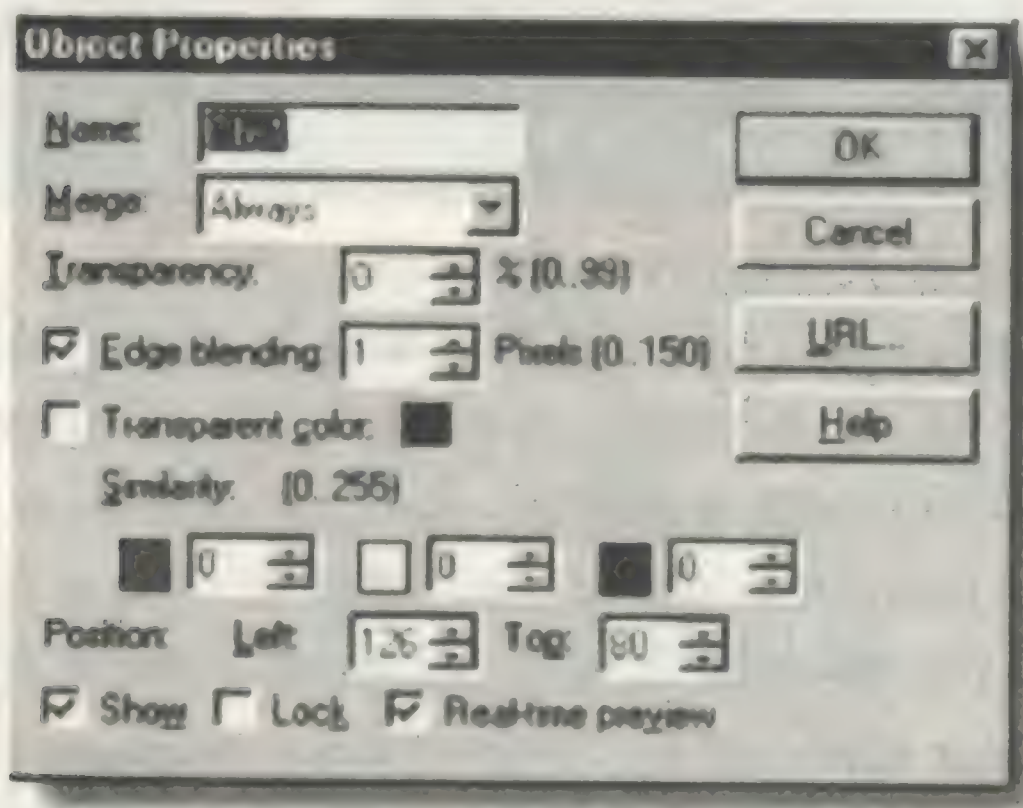 Object Properties
Name:
OK
Merge: Always
Cancel
Transparency: 0 % (0..99)
Edge blending 1 Pixels (0..150)
URL...
Transparent color:
Help
Similarity: (0..255)
0 0 0
Position: Left: 126 Top: 80
Show Lock Real-time preview